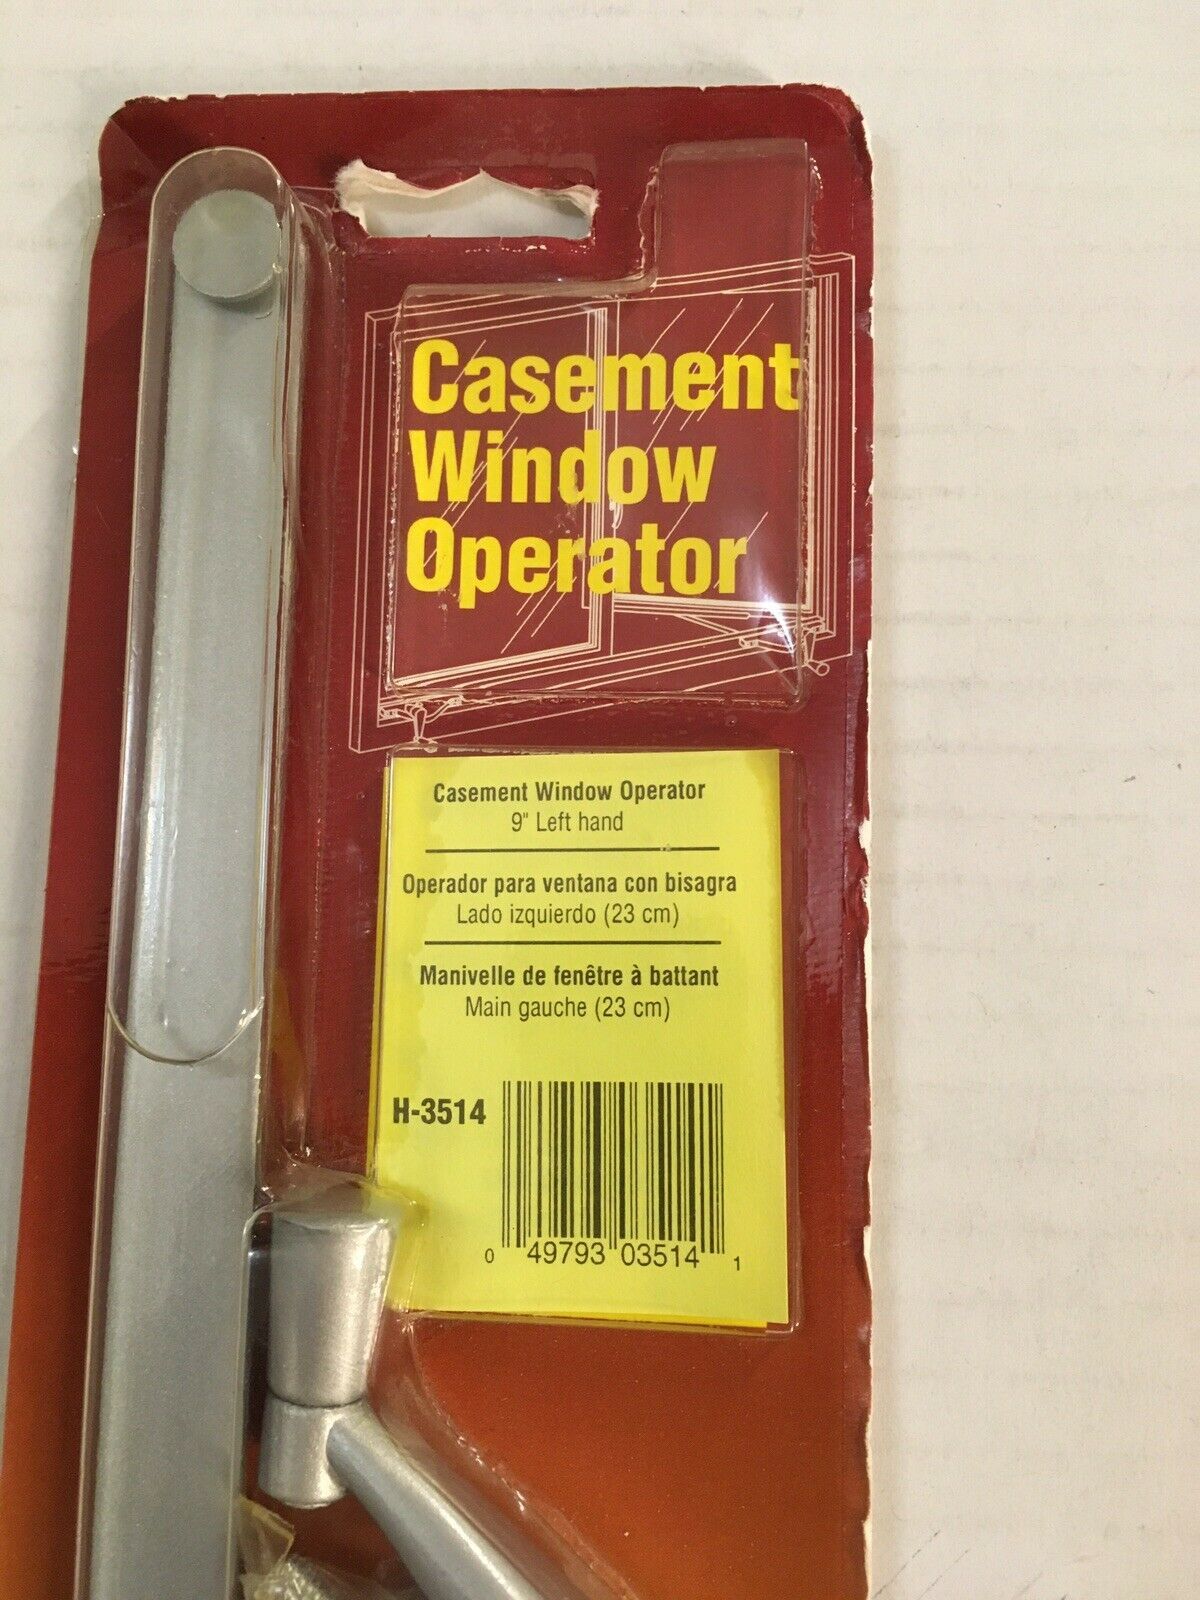 Casement
Window
Operator
Casement Window Operator
9" Left hand
Operador para ventana con bisagra
Lado izquierdo (23 cm)
Manivelle de fenêtre à battant
Main gauche (23 cm)
H-3514
0 49793 03514 1